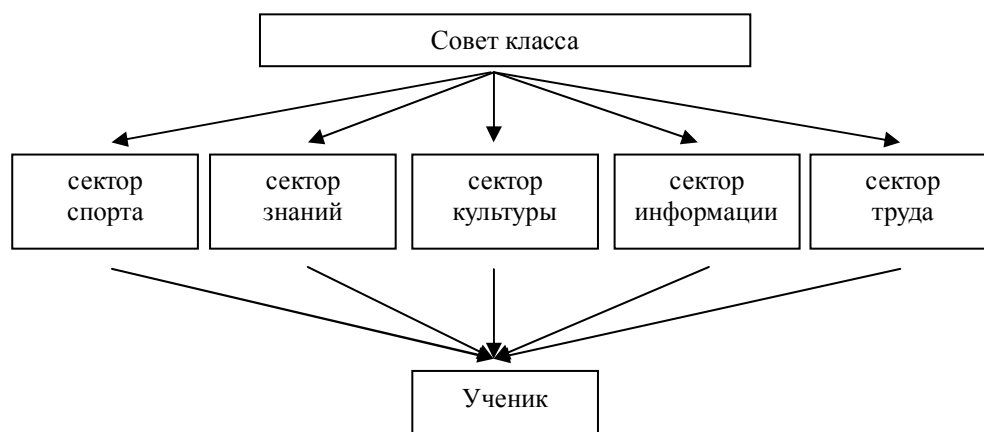 Совет класса
сектор
спорта
сектор
знаний
сектор
культуры
сектор
информации
сектор
труда
Ученик